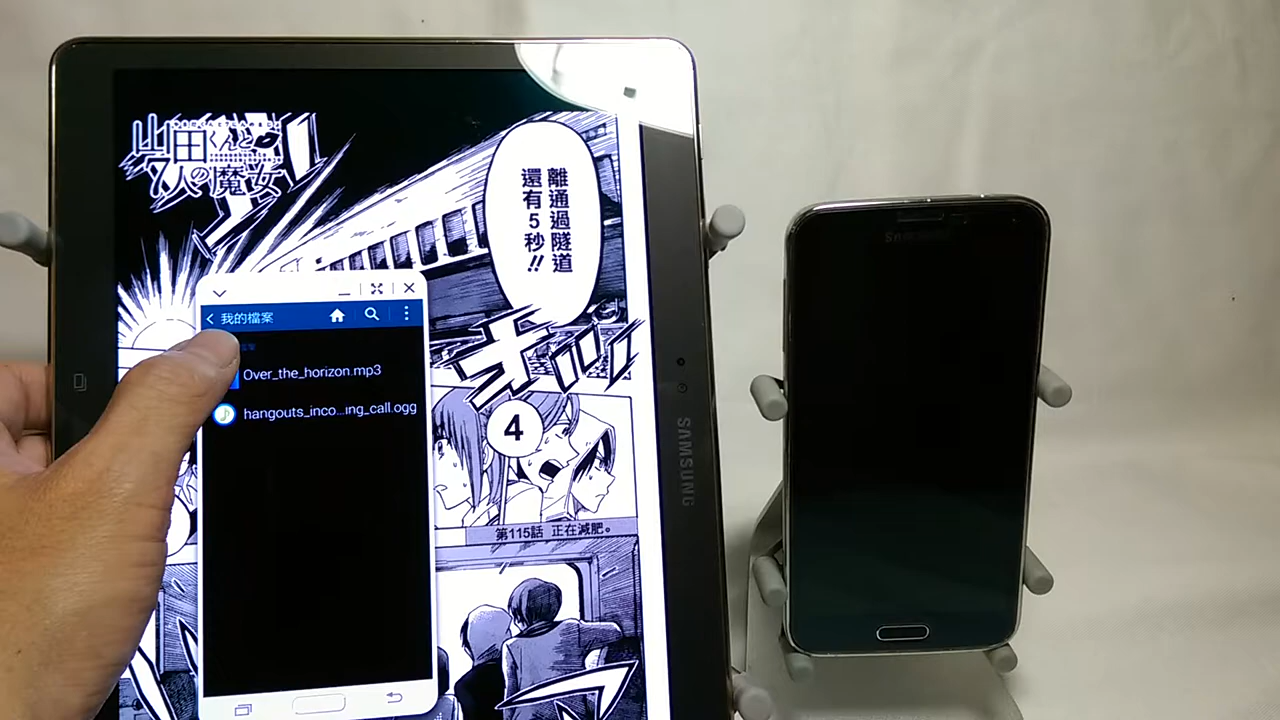 山田くんと
7人の魔女
離通過隧道
還有5秒!!
我的檔案
Over_the_horizon.mp3
hangouts_inco...ing_call.ogg
4
第115話 正在減肥。
SAMSUNG
SAMSUNG